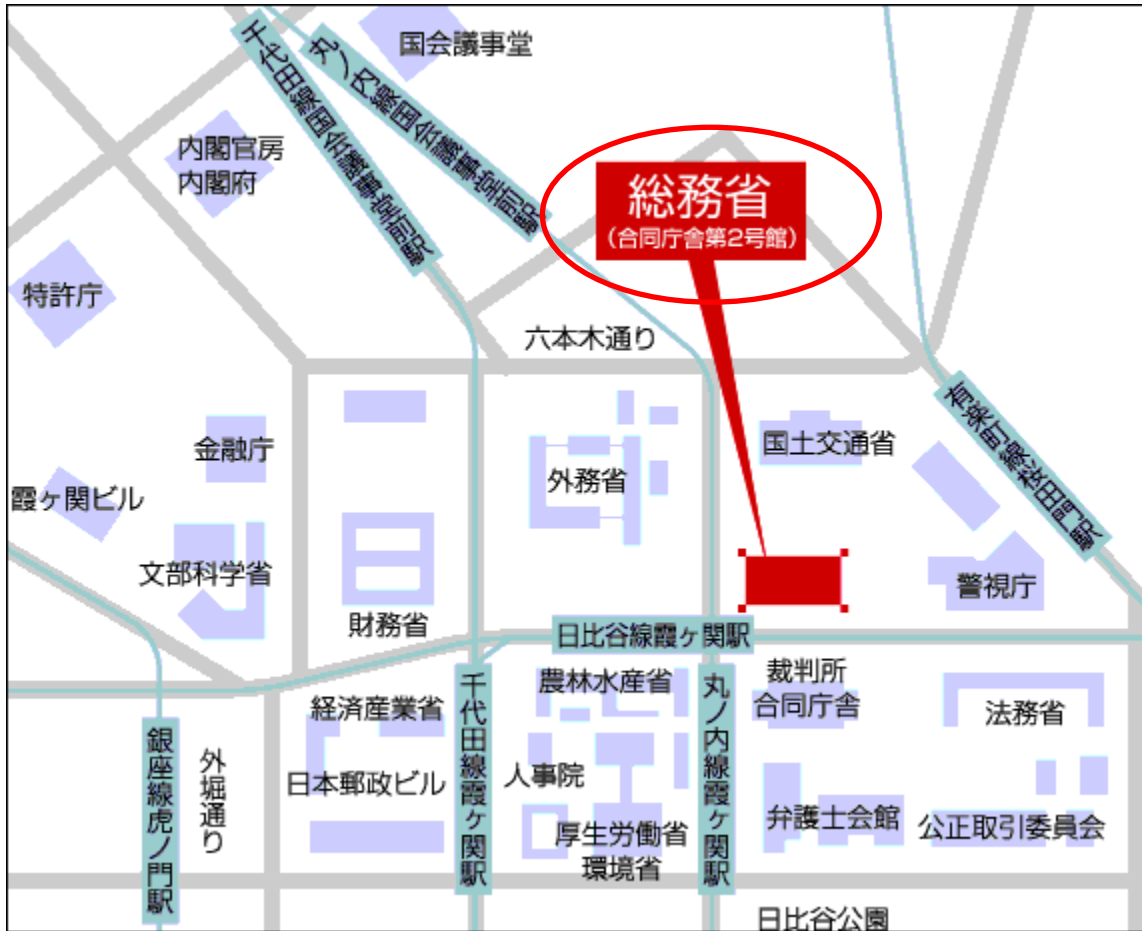 国会議事堂
千代田線国会議事堂前駅
丸ノ内線国会議事堂前駅
内閣官房
内閣府
総務省
(合同庁舎第2号館)
特許庁
六本木通り
有楽町線桜田門駅
金融庁
国土交通省
外務省
霞ヶ関ビル
文部科学省
警視庁
財務省
日比谷線霞ヶ関駅
農林水産省
裁判所
合同庁舎
経済産業省
千代田線霞ヶ関駅
丸ノ内線霞ヶ関駅
法務省
銀座線虎ノ門駅
外堀通り
日本郵政ビル
人事院
弁護士会館
公正取引委員会
厚生労働省
環境省
日比谷公園